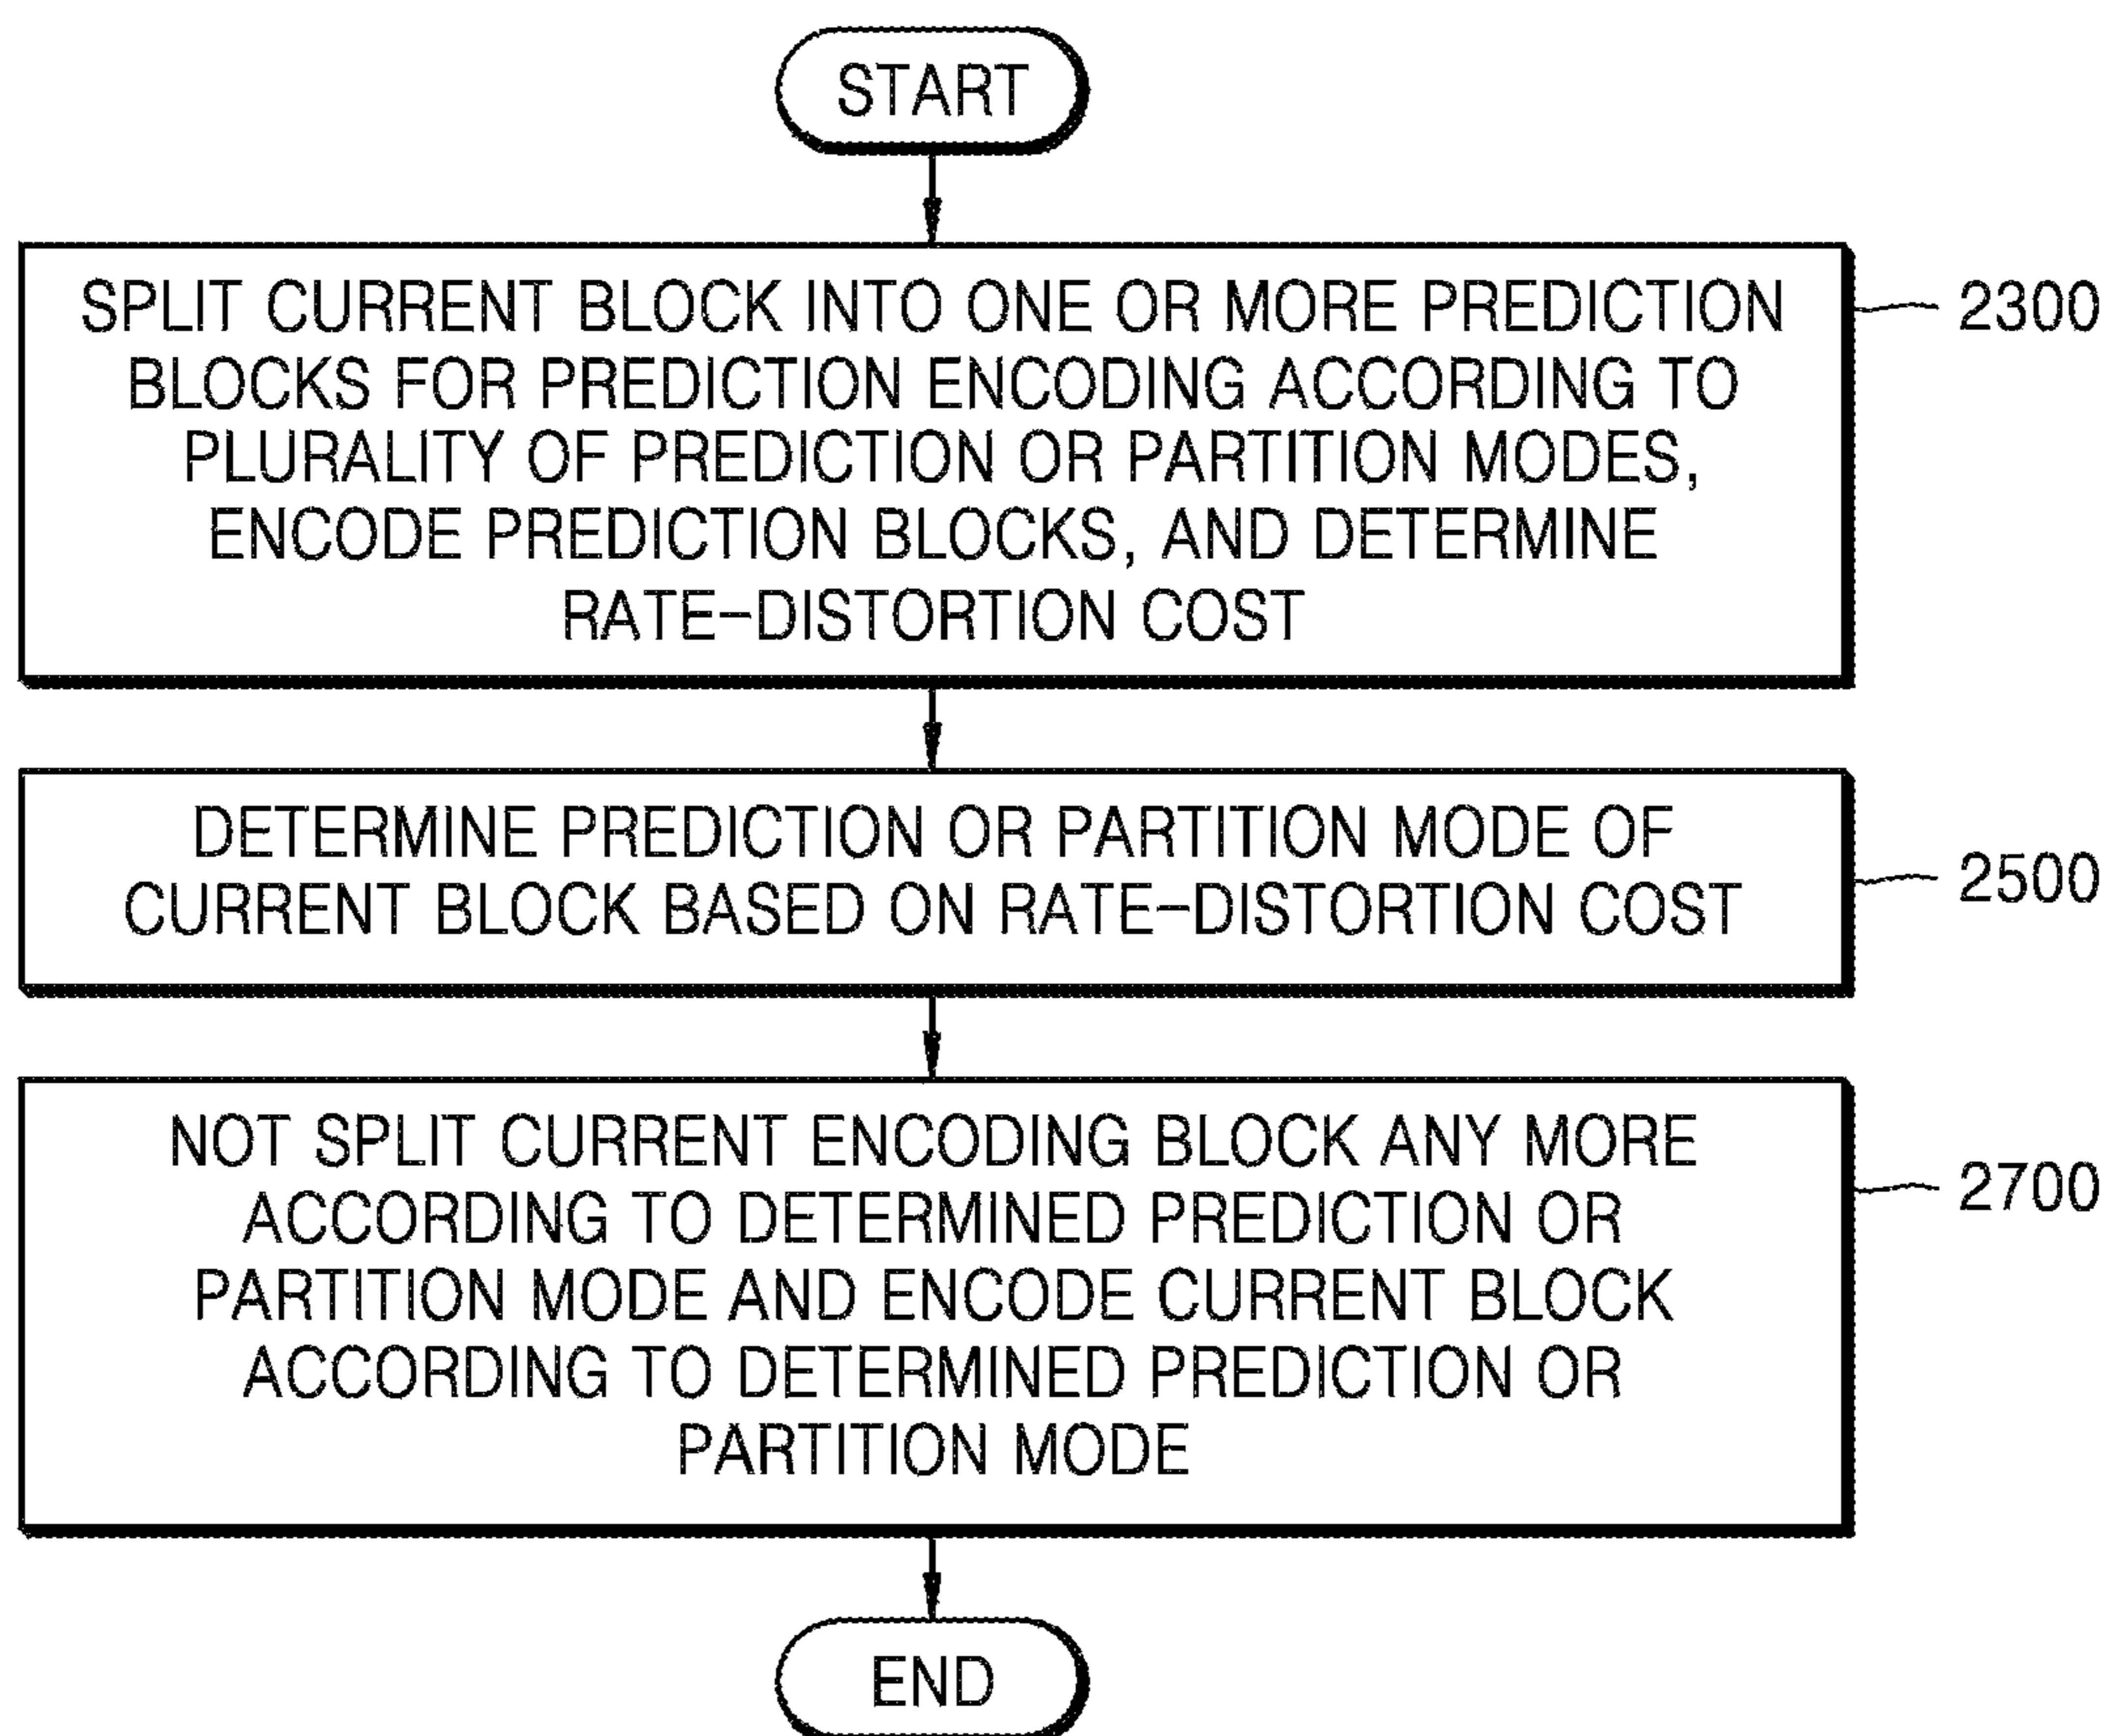 START
SPLIT CURRENT BLOCK INTO ONE OR MORE PREDICTION
BLOCKS FOR PREDICTION ENCODING ACCORDING TO
PLURALITY OF PREDICTION OR PARTITION MODES,
ENCODE PREDICTION BLOCKS, AND DETERMINE
RATE-DISTORTION COST
2300
DETERMINE PREDICTION OR PARTITION MODE OF
CURRENT BLOCK BASED ON RATE-DISTORTION COST
2500
NOT SPLIT CURRENT ENCODING BLOCK ANY MORE
ACCORDING TO DETERMINED PREDICTION OR
PARTITION MODE AND ENCODE CURRENT BLOCK
ACCORDING TO DETERMINED PREDICTION OR
PARTITION MODE
2700
END